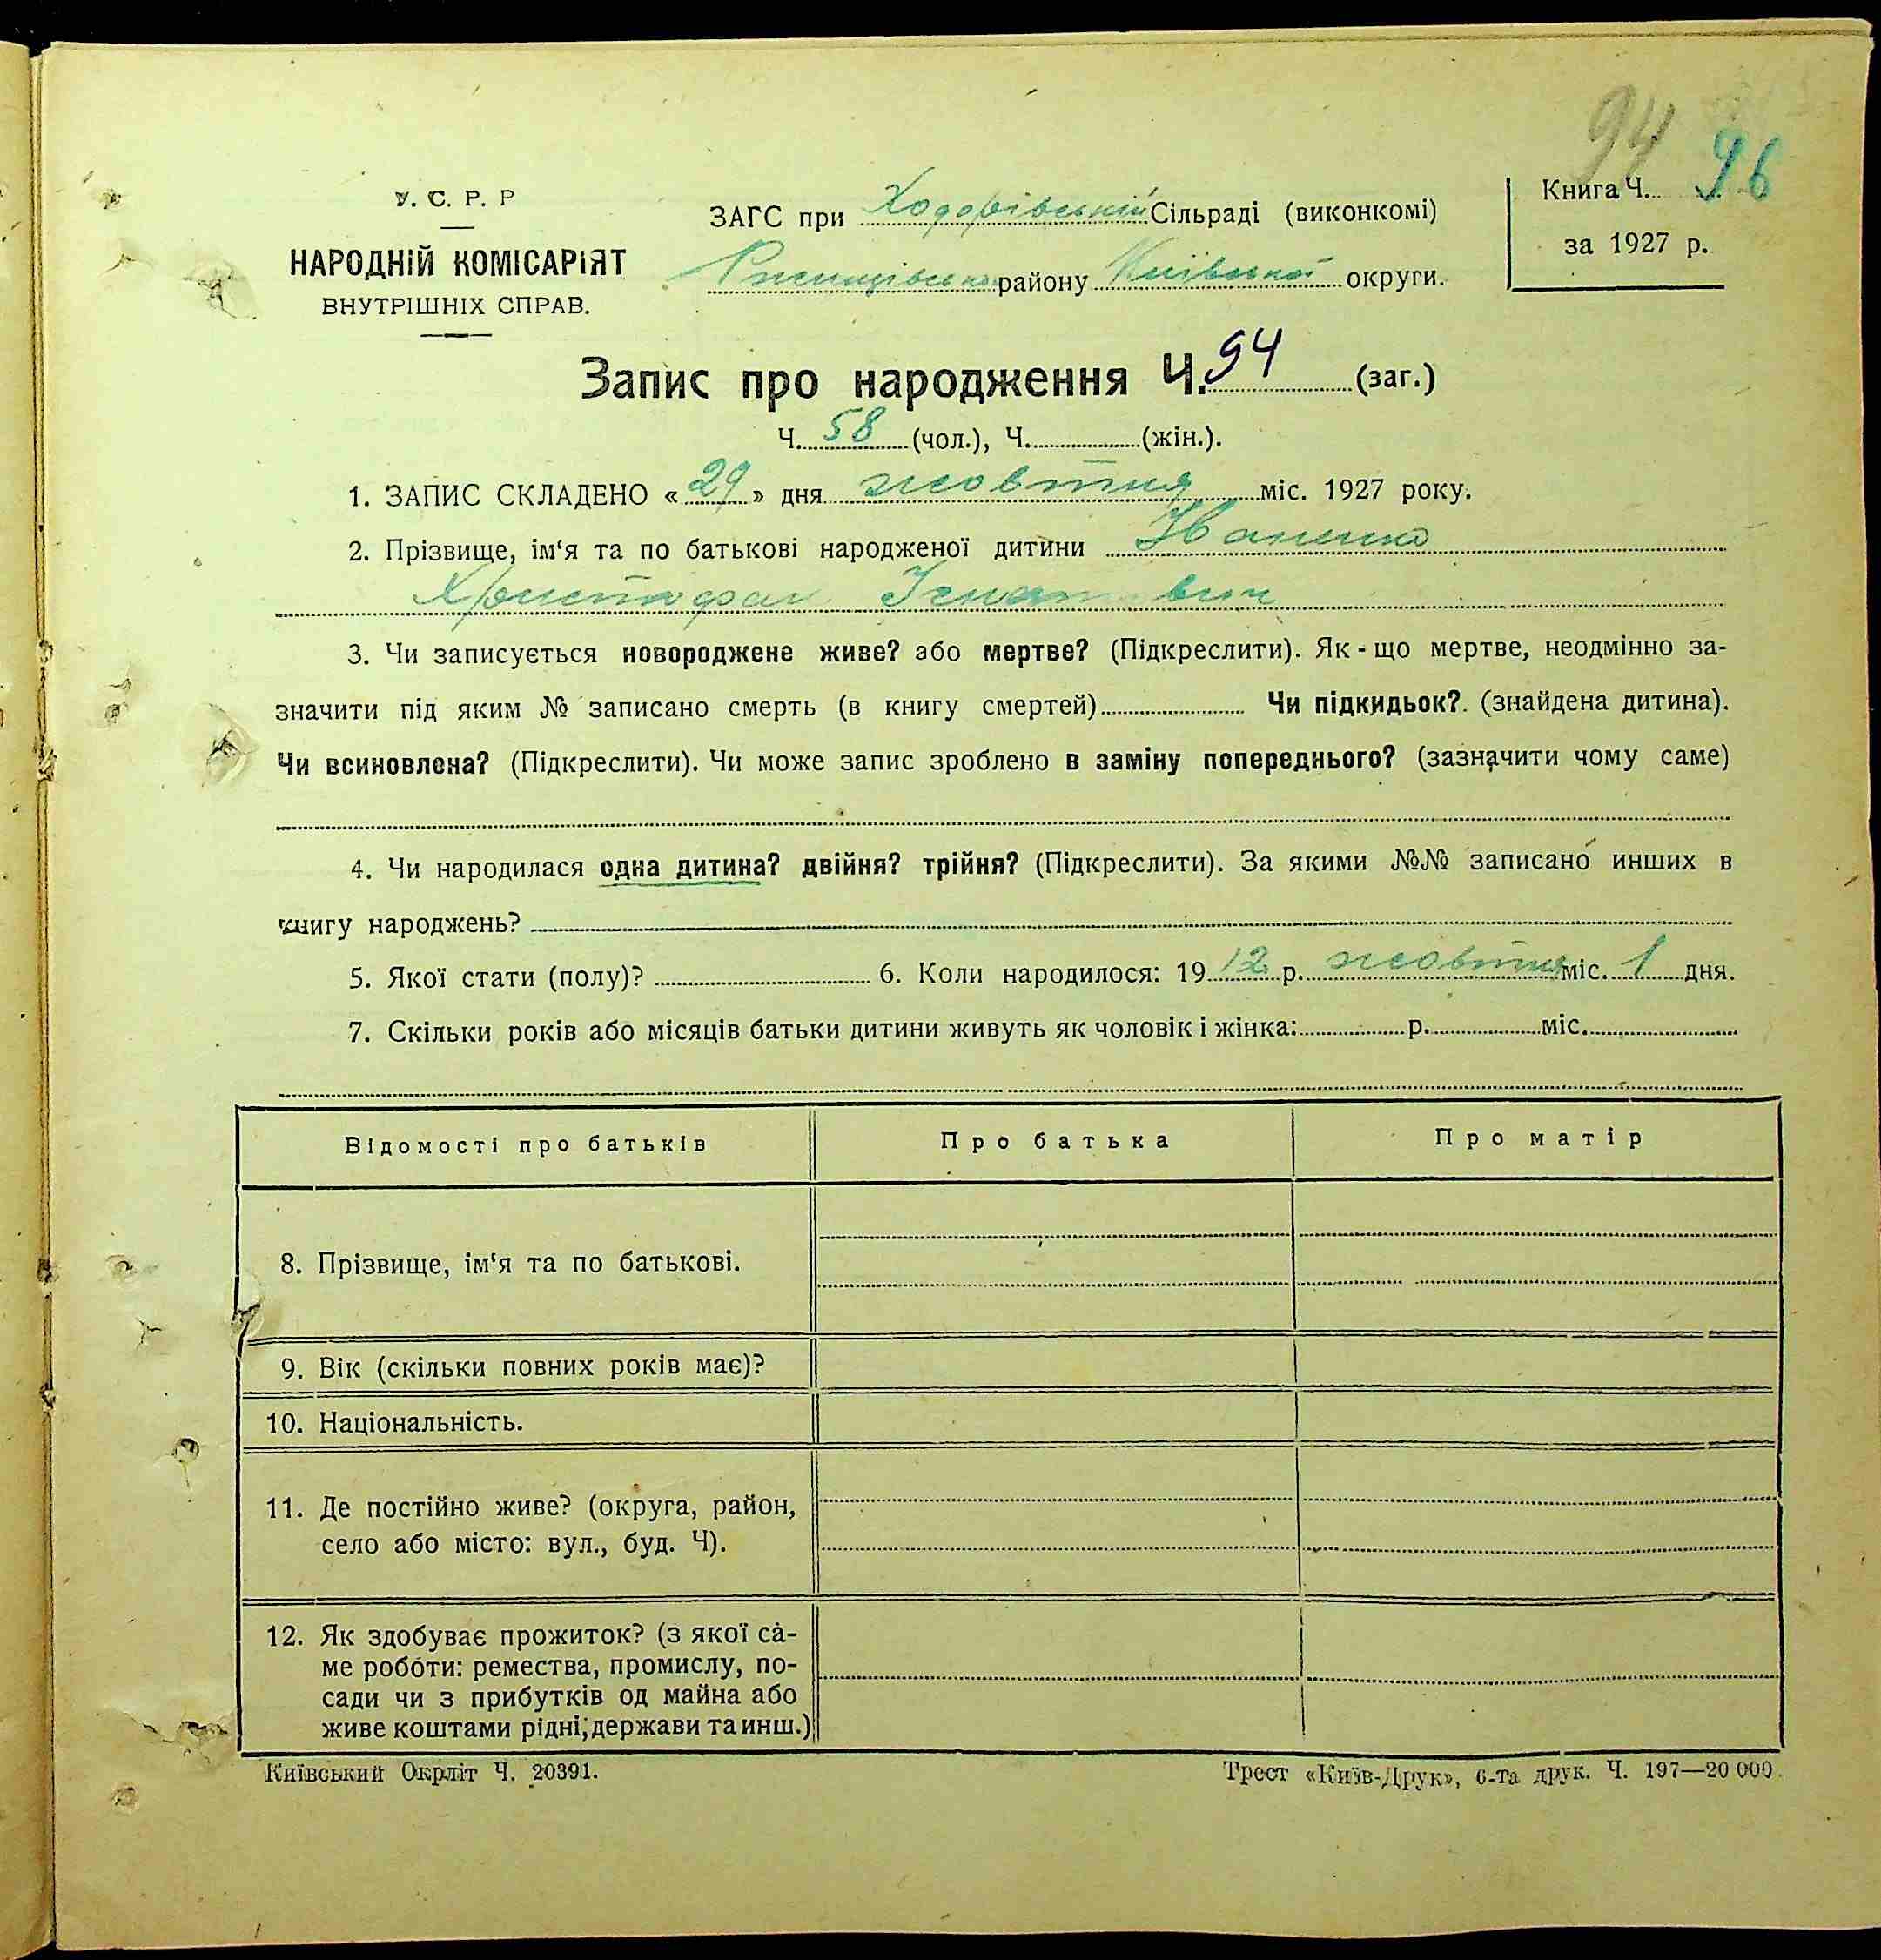 94 96
У. С. Р. Р
НАРОДНІЙ КОМІСАРІЯТ
ВНУТРІШНІХ СПРАВ.
ЗАГС при Ходорівській Сільраді (виконкомі)
Ржищівсько району Київської округи.
Книга Ч.
за 1927 р.
Запис про народження Ч. 94 (заг.)
Ч. 58 (чол.), Ч. (жін.).
1. ЗАПИС СКЛАДЕНО « 29 » дня жовтня міс. 1927 року.
2. Прізвище, ім‘я та по батькові народженої дитини Іваненко
Христофан Ігнатович
3. Чи записується новороджене живе? або мертве? (Підкреслити). Як - що мертве, неодмінно за-
значити під яким № записано смерть (в книгу смертей) Чи підкидьок?. (знайдена дитина).
Чи всиновлена? (Підкреслити). Чи може запис зроблено в заміну попереднього? (зазначити чому саме)
4. Чи народилася одна дитина? двійня? трійня? (Підкреслити). За якими №№ записано инших в
книгу народжень?
5. Якої стати (полу)? 6. Коли народилося: 19 12 р. жовтня міс. 1 дня.
7. Скільки років або місяців батьки дитини живуть як чоловік і жінка: р. міс.
Відомості про батьків Про батька Про матір
8. Прізвище, ім‘я та по батькові.
9. Вік (скільки повних років має)?
10. Національність.
11. Де постійно живе? (округа, район,
село або місто: вул., буд. Ч).
12. Як здобуває прожиток? (з якої са-
ме роботи: ремества, промислу, по-
сади чи з прибутків од майна або
живе коштами рідні, держави та инш.)
Київський Окрліт Ч. 20391.
Трест «Київ-Друк», 6-та друк. Ч. 197—20 000.